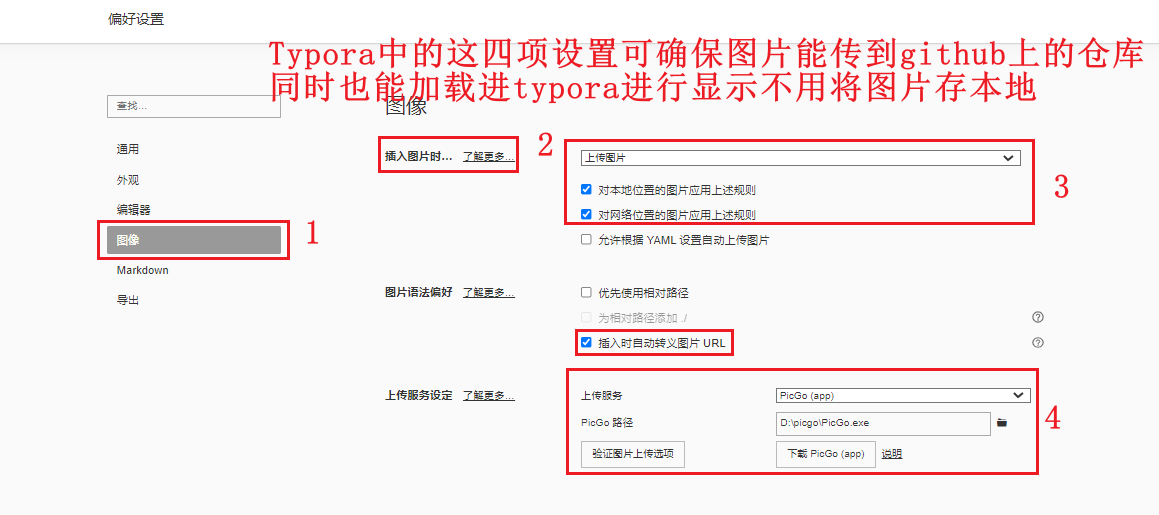 偏好设置
Typora中的这四项设置可确保图片能传到github上的仓库
同时也能加载进typora进行显示不用将图片存本地
查找...
图像
通用
外观
编辑器
图像
Markdown
导出
1
插入图片时... 了解更多... 2
上传图片
对本地位置的图片应用上述规则
3
对网络位置的图片应用上述规则
允许根据 YAML 设置自动上传图片
图片语法偏好 了解更多... 优先使用相对路径
为相对路径添加 ./ ?
插入时自动转义图片 URL ?
上传服务设定 了解更多... 上传服务 PicGo (app)
PicGo 路径 D:\picgo\PicGo.exe
4
验证图片上传选项 下载 PicGo (app) 说明